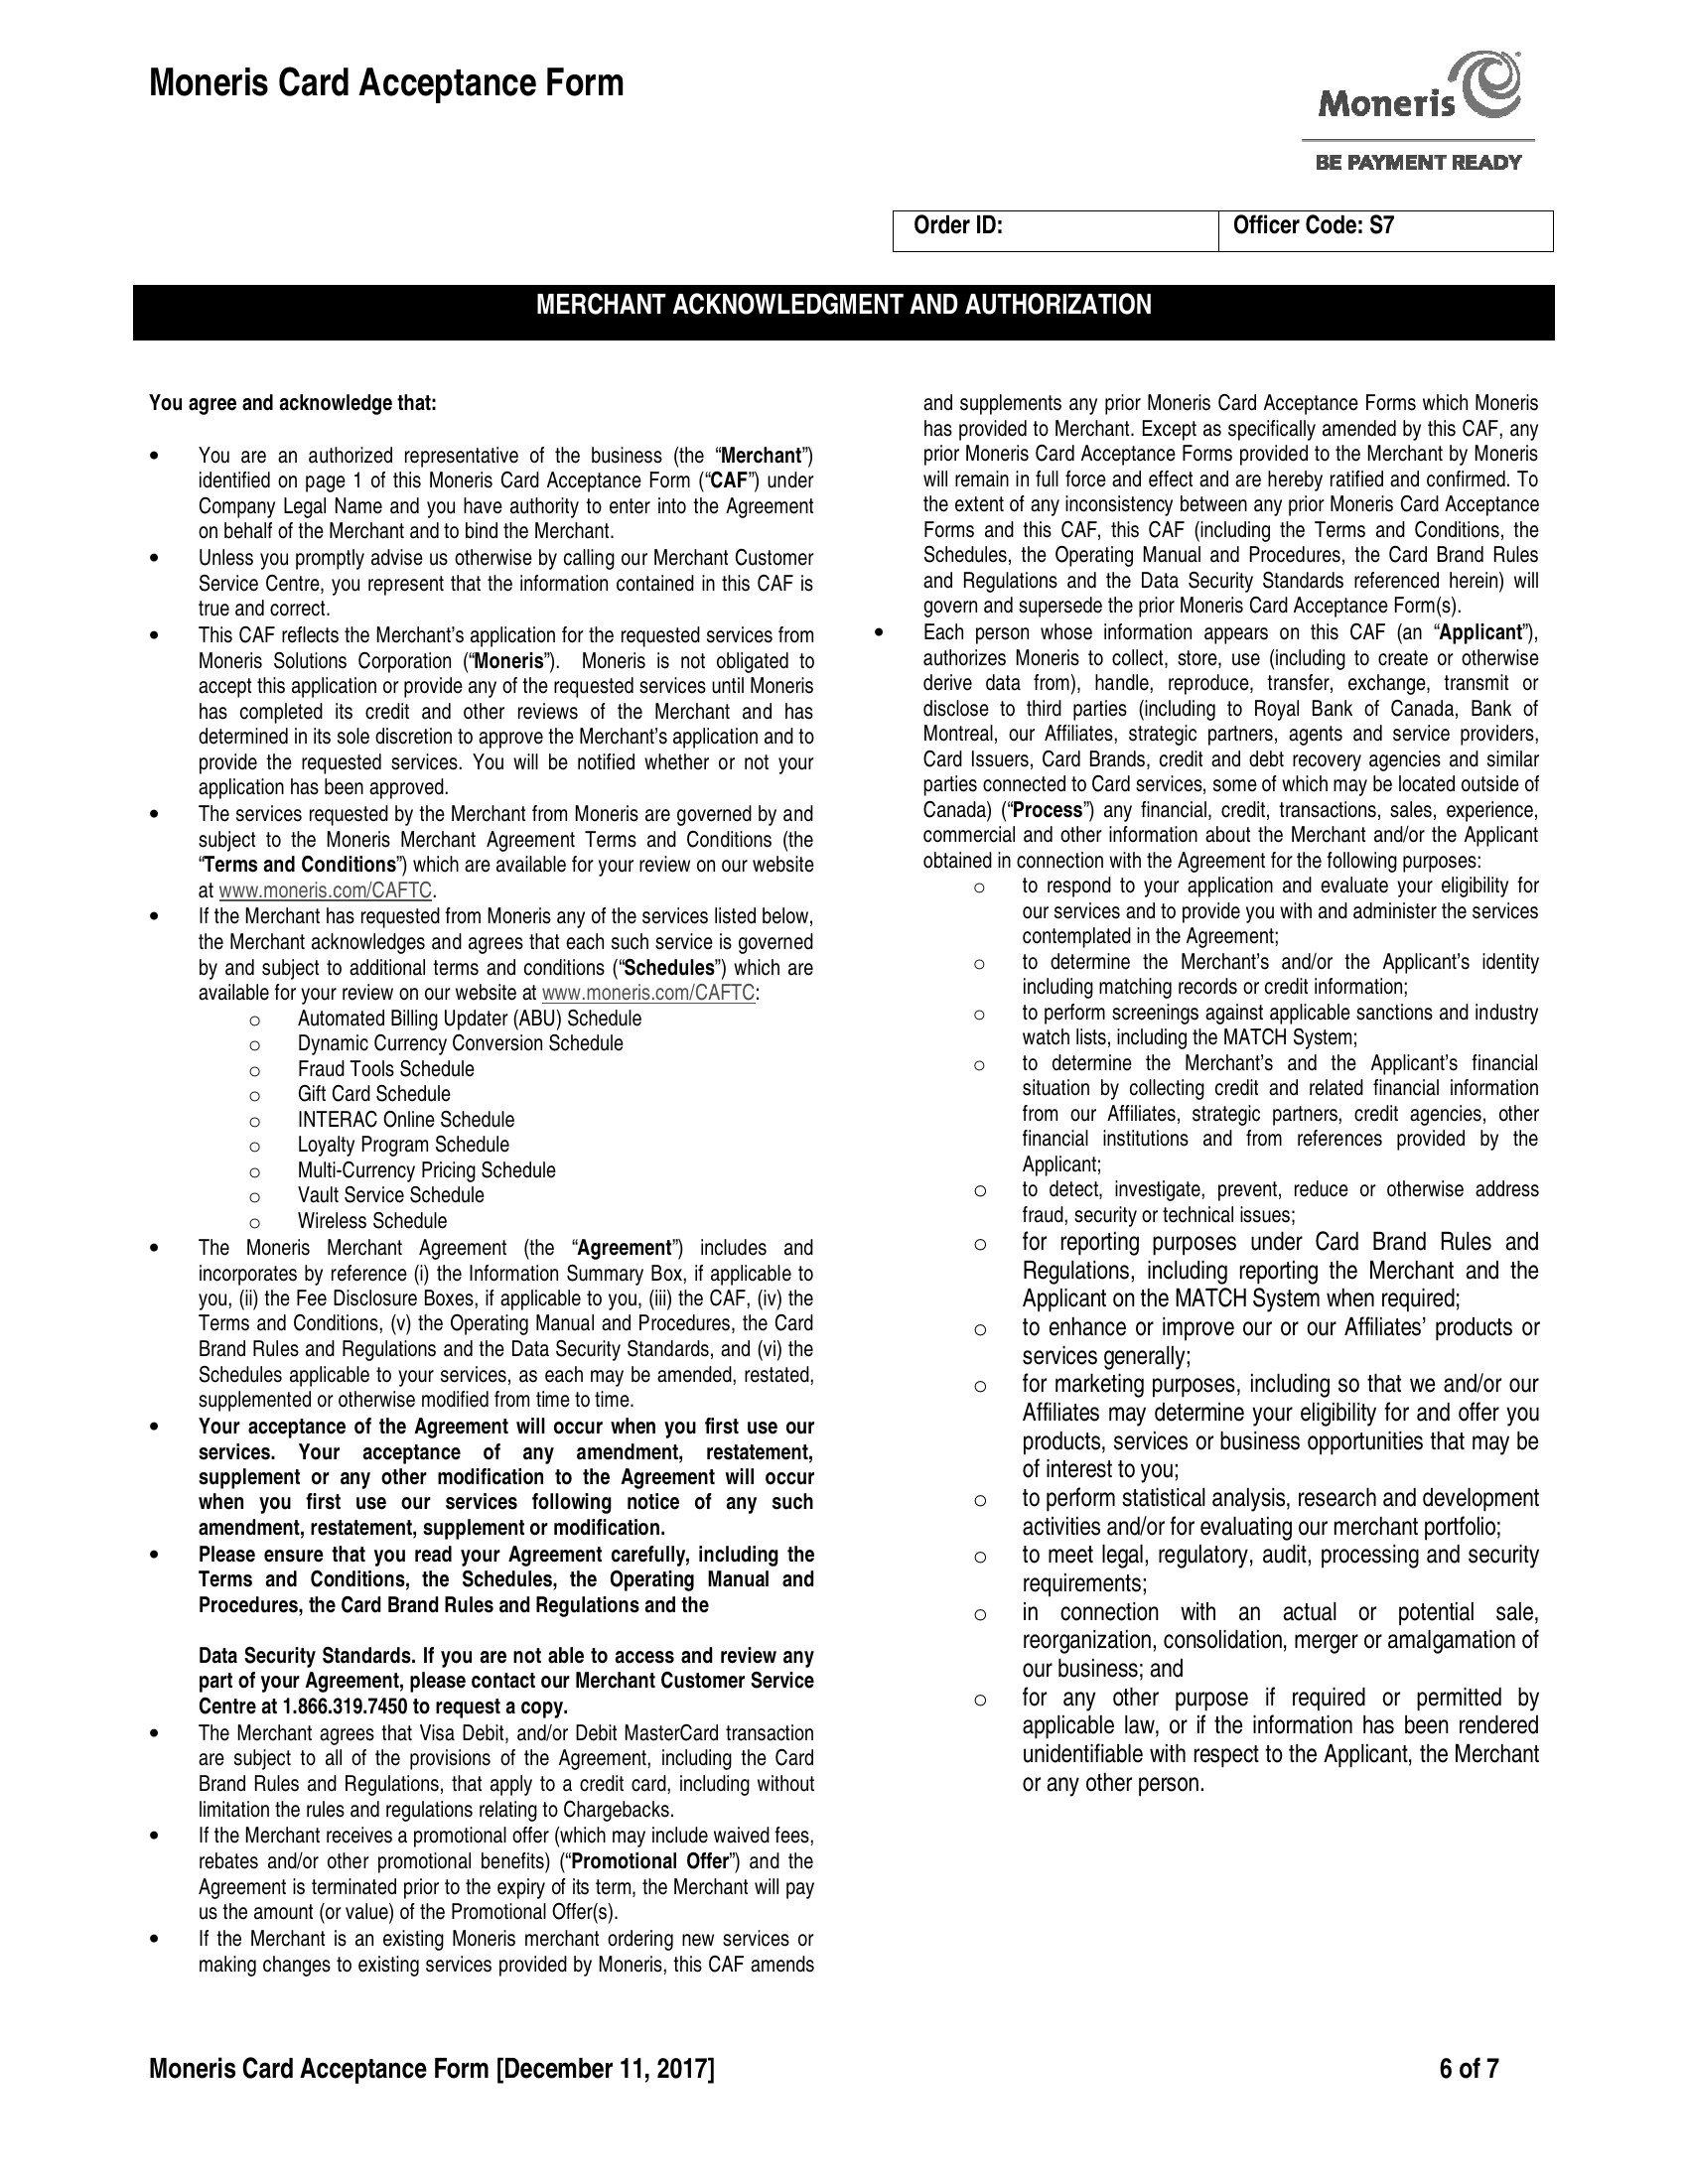 Moneris Card Acceptance Form
Moneris
BE PAYMENT READY
Order ID:
Officer Code: S7
MERCHANT ACKNOWLEDGMENT AND AUTHORIZATION
You agree and acknowledge that:
• You are an authorized representative of the business (the “Merchant”)
identified on page 1 of this Moneris Card Acceptance Form (“CAF”) under
Company Legal Name and you have authority to enter into the Agreement
on behalf of the Merchant and to bind the Merchant.
• Unless you promptly advise us otherwise by calling our Merchant Customer
Service Centre, you represent that the information contained in this CAF is
true and correct.
• This CAF reflects the Merchant’s application for the requested services from
Moneris Solutions Corporation (“Moneris”). Moneris is not obligated to
accept this application or provide any of the requested services until Moneris
has completed its credit and other reviews of the Merchant and has
determined in its sole discretion to approve the Merchant’s application and to
provide the requested services. You will be notified whether or not your
application has been approved.
• The services requested by the Merchant from Moneris are governed by and
subject to the Moneris Merchant Agreement Terms and Conditions (the
“Terms and Conditions”) which are available for your review on our website
at www.moneris.com/CAFTC.
• If the Merchant has requested from Moneris any of the services listed below,
the Merchant acknowledges and agrees that each such service is governed
by and subject to additional terms and conditions (“Schedules”) which are
available for your review on our website at www.moneris.com/CAFTC:
o Automated Billing Updater (ABU) Schedule
o Dynamic Currency Conversion Schedule
o Fraud Tools Schedule
o Gift Card Schedule
o INTERAC Online Schedule
o Loyalty Program Schedule
o Multi-Currency Pricing Schedule
o Vault Service Schedule
o Wireless Schedule
• The Moneris Merchant Agreement (the “Agreement”) includes and
incorporates by reference (i) the Information Summary Box, if applicable to
you, (ii) the Fee Disclosure Boxes, if applicable to you, (iii) the CAF, (iv) the
Terms and Conditions, (v) the Operating Manual and Procedures, the Card
Brand Rules and Regulations and the Data Security Standards, and (vi) the
Schedules applicable to your services, as each may be amended, restated,
supplemented or otherwise modified from time to time.
• Your acceptance of the Agreement will occur when you first use our
services. Your acceptance of any amendment, restatement,
supplement or any other modification to the Agreement will occur
when you first use our services following notice of any such
amendment, restatement, supplement or modification.
• Please ensure that you read your Agreement carefully, including the
Terms and Conditions, the Schedules, the Operating Manual and
Procedures, the Card Brand Rules and Regulations and the
Data Security Standards. If you are not able to access and review any
part of your Agreement, please contact our Merchant Customer Service
Centre at 1.866.319.7450 to request a copy.
• The Merchant agrees that Visa Debit, and/or Debit MasterCard transaction
are subject to all of the provisions of the Agreement, including the Card
Brand Rules and Regulations, that apply to a credit card, including without
limitation the rules and regulations relating to Chargebacks.
• If the Merchant receives a promotional offer (which may include waived fees,
rebates and/or other promotional benefits) (“Promotional Offer”) and the
Agreement is terminated prior to the expiry of its term, the Merchant will pay
us the amount (or value) of the Promotional Offer(s).
• If the Merchant is an existing Moneris merchant ordering new services or
making changes to existing services provided by Moneris, this CAF amends
and supplements any prior Moneris Card Acceptance Forms which Moneris
has provided to Merchant. Except as specifically amended by this CAF, any
prior Moneris Card Acceptance Forms provided to the Merchant by Moneris
will remain in full force and effect and are hereby ratified and confirmed. To
the extent of any inconsistency between any prior Moneris Card Acceptance
Forms and this CAF, this CAF (including the Terms and Conditions, the
Schedules, the Operating Manual and Procedures, the Card Brand Rules
and Regulations and the Data Security Standards referenced herein) will
govern and supersede the prior Moneris Card Acceptance Form(s).
• Each person whose information appears on this CAF (an “Applicant”),
authorizes Moneris to collect, store, use (including to create or otherwise
derive data from), handle, reproduce, transfer, exchange, transmit or
disclose to third parties (including to Royal Bank of Canada, Bank of
Montreal, our Affiliates, strategic partners, agents and service providers,
Card Issuers, Card Brands, credit and debt recovery agencies and similar
parties connected to Card services, some of which may be located outside of
Canada) (“Process”) any financial, credit, transactions, sales, experience,
commercial and other information about the Merchant and/or the Applicant
obtained in connection with the Agreement for the following purposes:
o to respond to your application and evaluate your eligibility for
our services and to provide you with and administer the services
contemplated in the Agreement;
o to determine the Merchant’s and/or the Applicant’s identity
including matching records or credit information;
o to perform screenings against applicable sanctions and industry
watch lists, including the MATCH System;
o to determine the Merchant’s and the Applicant’s financial
situation by collecting credit and related financial information
from our Affiliates, strategic partners, credit agencies, other
financial institutions and from references provided by the
Applicant;
o to detect, investigate, prevent, reduce or otherwise address
fraud, security or technical issues;
o for reporting purposes under Card Brand Rules and
Regulations, including reporting the Merchant and the
Applicant on the MATCH System when required;
o to enhance or improve our or our Affiliates’ products or
services generally;
o for marketing purposes, including so that we and/or our
Affiliates may determine your eligibility for and offer you
products, services or business opportunities that may be
of interest to you;
o to perform statistical analysis, research and development
activities and/or for evaluating our merchant portfolio;
o to meet legal, regulatory, audit, processing and security
requirements;
o in connection with an actual or potential sale,
reorganization, consolidation, merger or amalgamation of
our business; and
o for any other purpose if required or permitted by
applicable law, or if the information has been rendered
unidentifiable with respect to the Applicant, the Merchant
or any other person.
Moneris Card Acceptance Form [December 11, 2017]
6 of 7